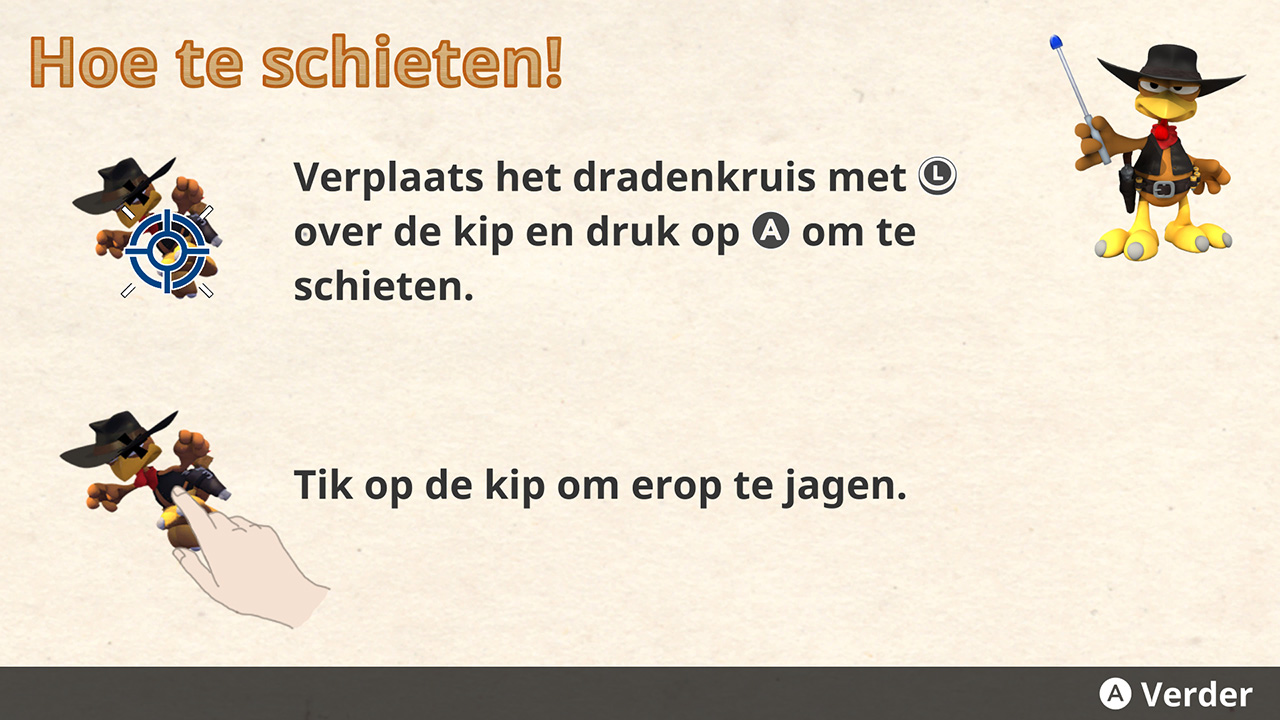 Hoe te schieten!
Verplaats het dradenkruis met L
over de kip en druk op A om te
schieten.
Tik op de kip om erop te jagen.
A Verder